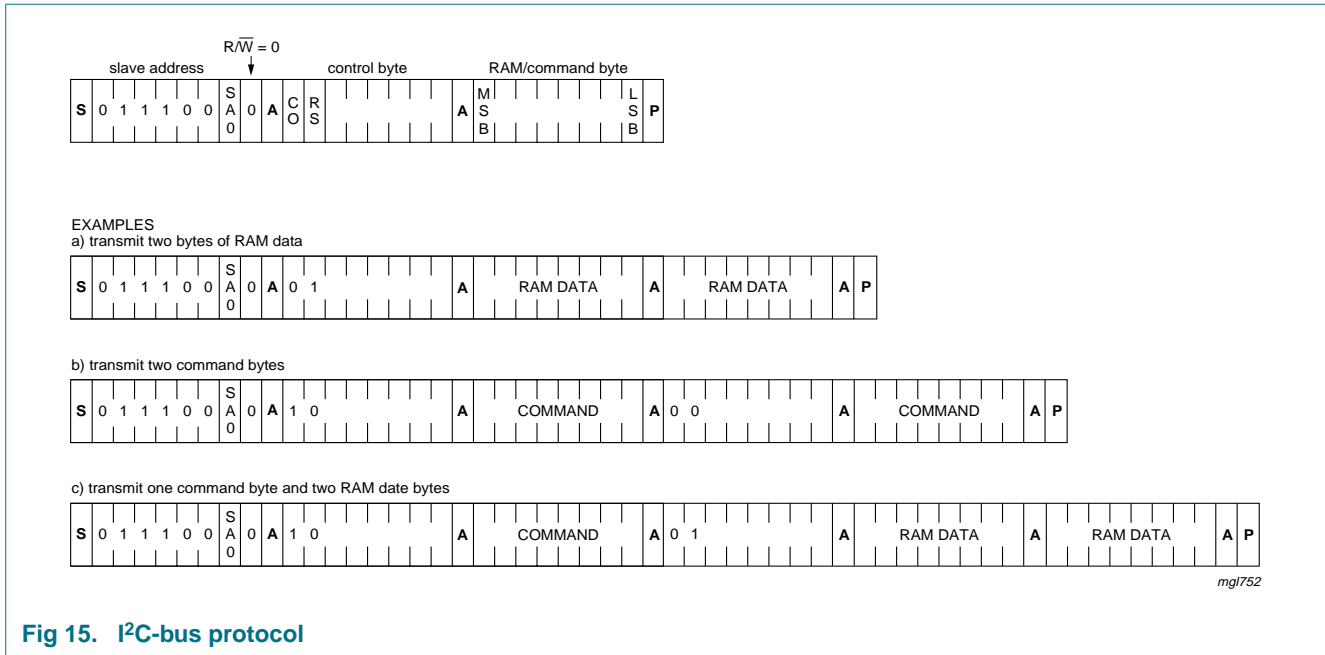 R/W̅ = 0
slave address control byte RAM/command byte
S 0 1 1 1 0 0 SA0 0 A CO RS A MSB LSB P
EXAMPLES
a) transmit two bytes of RAM data
S 0 1 1 1 0 0 SA0 0 A 0 1 A RAM DATA A RAM DATA A P
b) transmit two command bytes
S 0 1 1 1 0 0 SA0 0 A 1 0 A COMMAND A 0 0 A COMMAND A P
c) transmit one command byte and two RAM date bytes
S 0 1 1 1 0 0 SA0 0 A 1 0 A COMMAND A 0 1 A RAM DATA A RAM DATA A P
mgl752
Fig 15. I²C-bus protocol